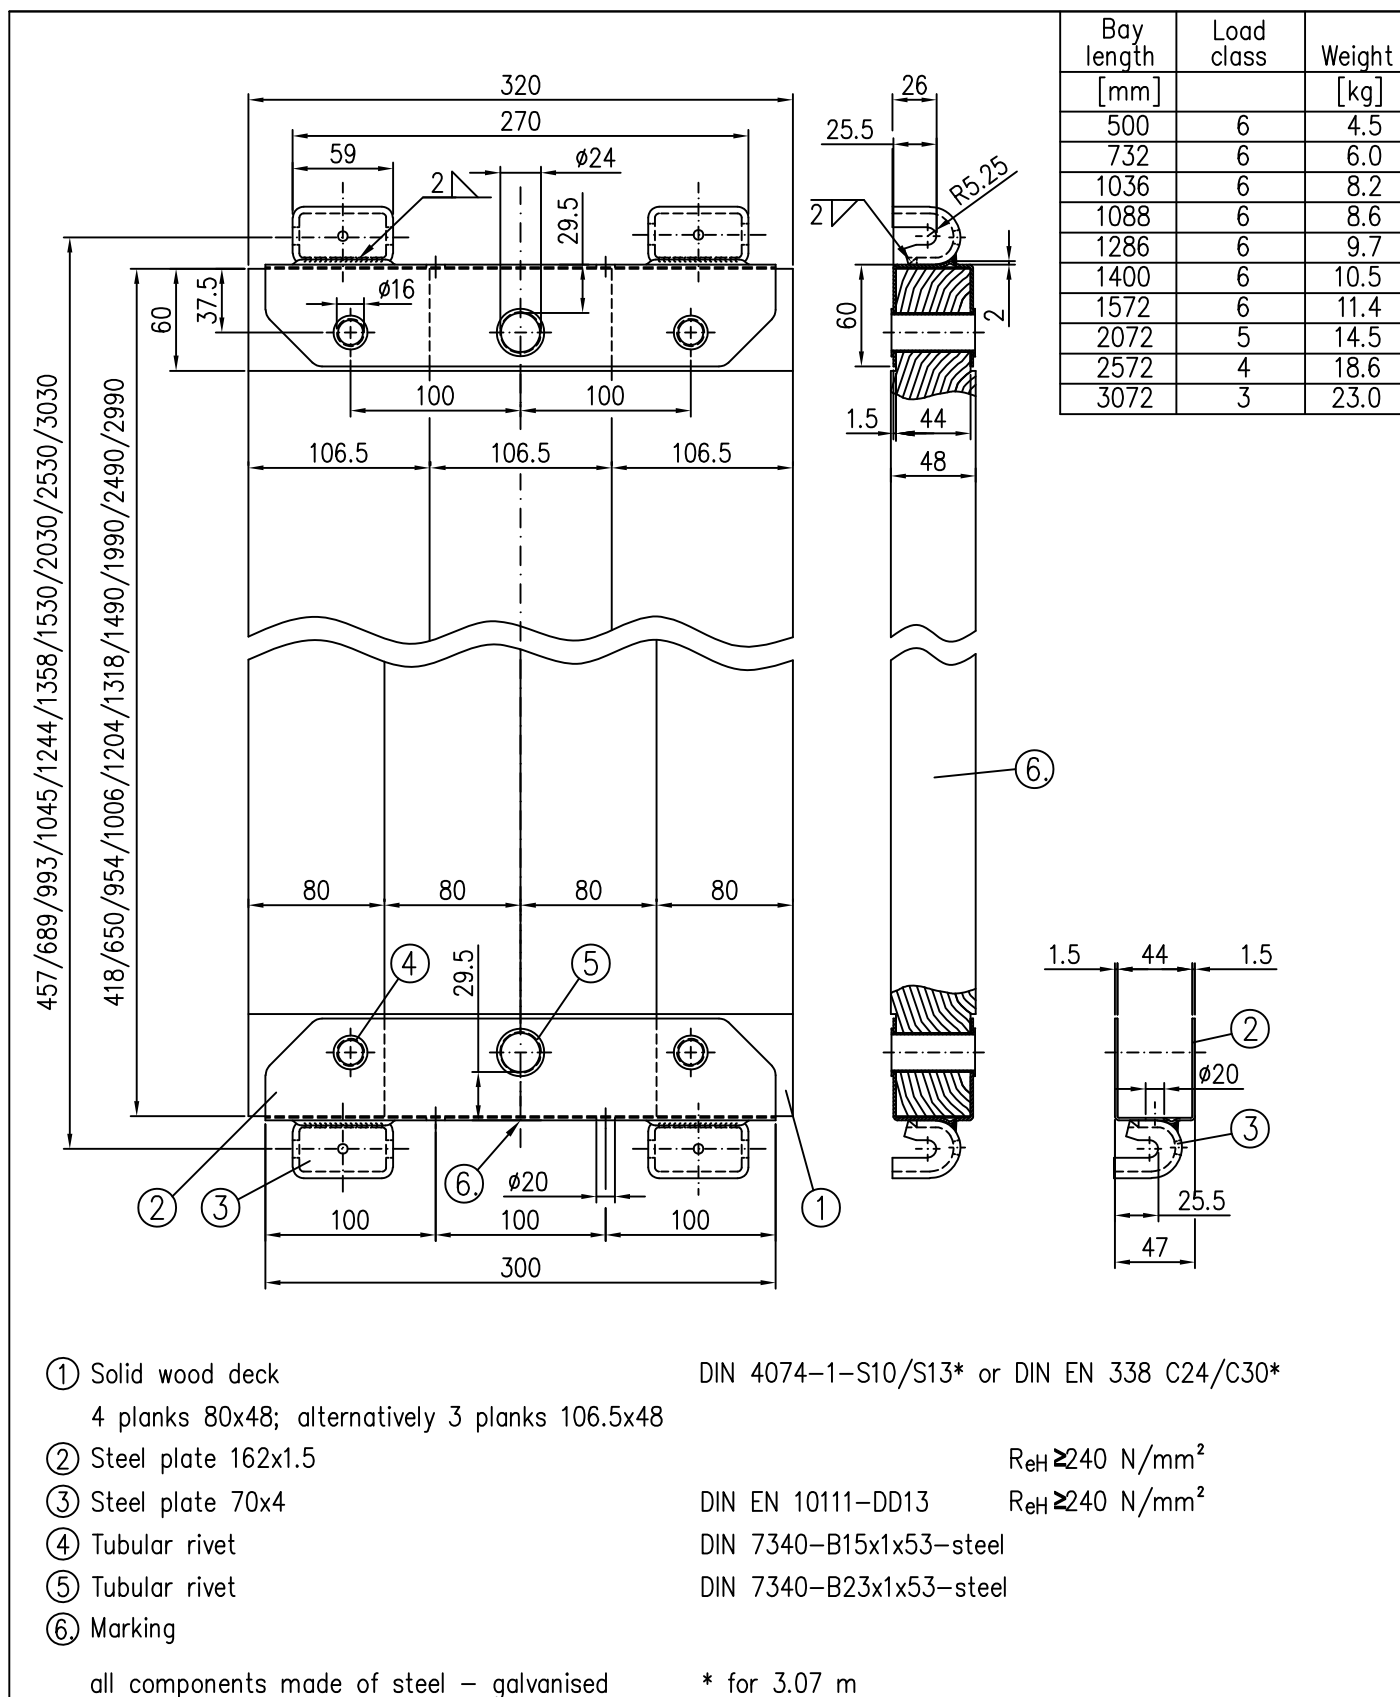 Bay length
Load class
Weight
[mm]
[kg]
500 6 4.5
732 6 6.0
1036 6 8.2
1088 6 8.6
1286 6 9.7
1400 6 10.5
1572 6 11.4
2072 5 14.5
2572 4 18.6
3072 3 23.0
320
270
59
ø24
2
29.5
60
37.5
ø16
100
100
106.5
106.5
106.5
457/689/993/1045/1244/1358/1530/2030/2530/3030
418/650/954/1006/1204/1318/1490/1990/2490/2990
26
25.5
R5.25
2
60
2
1.5
44
48
6.
80
80
80
80
4
29.5
5
2
3
6.
ø20
1
100
100
100
300
1.5
44
1.5
2
ø20
3
25.5
47
1 Solid wood deck DIN 4074-1-S10/S13* or DIN EN 338 C24/C30*
4 planks 80x48; alternatively 3 planks 106.5x48
2 Steel plate 162x1.5 ReH ≥240 N/mm²
3 Steel plate 70x4 DIN EN 10111-DD13 ReH ≥240 N/mm²
4 Tubular rivet DIN 7340-B15x1x53-steel
5 Tubular rivet DIN 7340-B23x1x53-steel
6. Marking
all components made of steel – galvanised * for 3.07 m